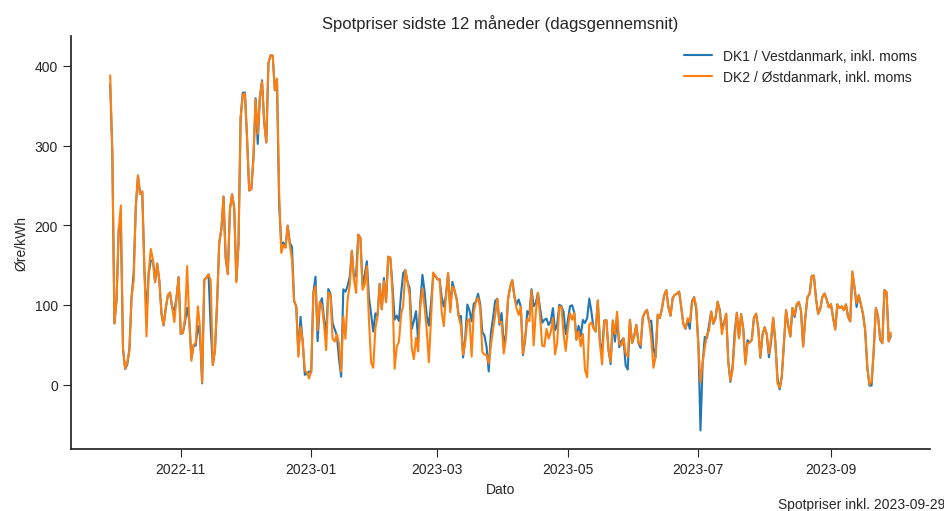 Spotpriser sidste 12 måneder (dagsgennemsnit)
DK1 / Vestdanmark, inkl. moms
DK2 / Østdanmark, inkl. moms
Øre/kWh
400
300
200
100
0
2022-11
2023-01
2023-03
2023-05
2023-07
2023-09
Dato
Spotpriser inkl. 2023-09-29